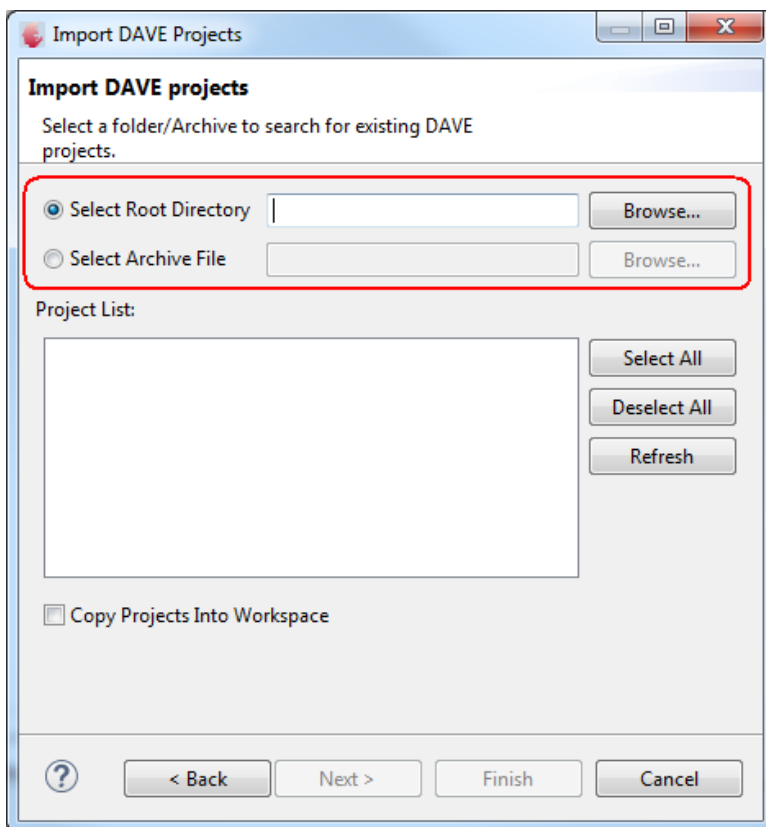 Import DAVE Projects
Import DAVE projects
Select a folder/Archive to search for existing DAVE
projects.
Select Root Directory Browse...
Select Archive File Browse...
Project List:
Select All
Deselect All
Refresh
Copy Projects Into Workspace
? < Back Next > Finish Cancel